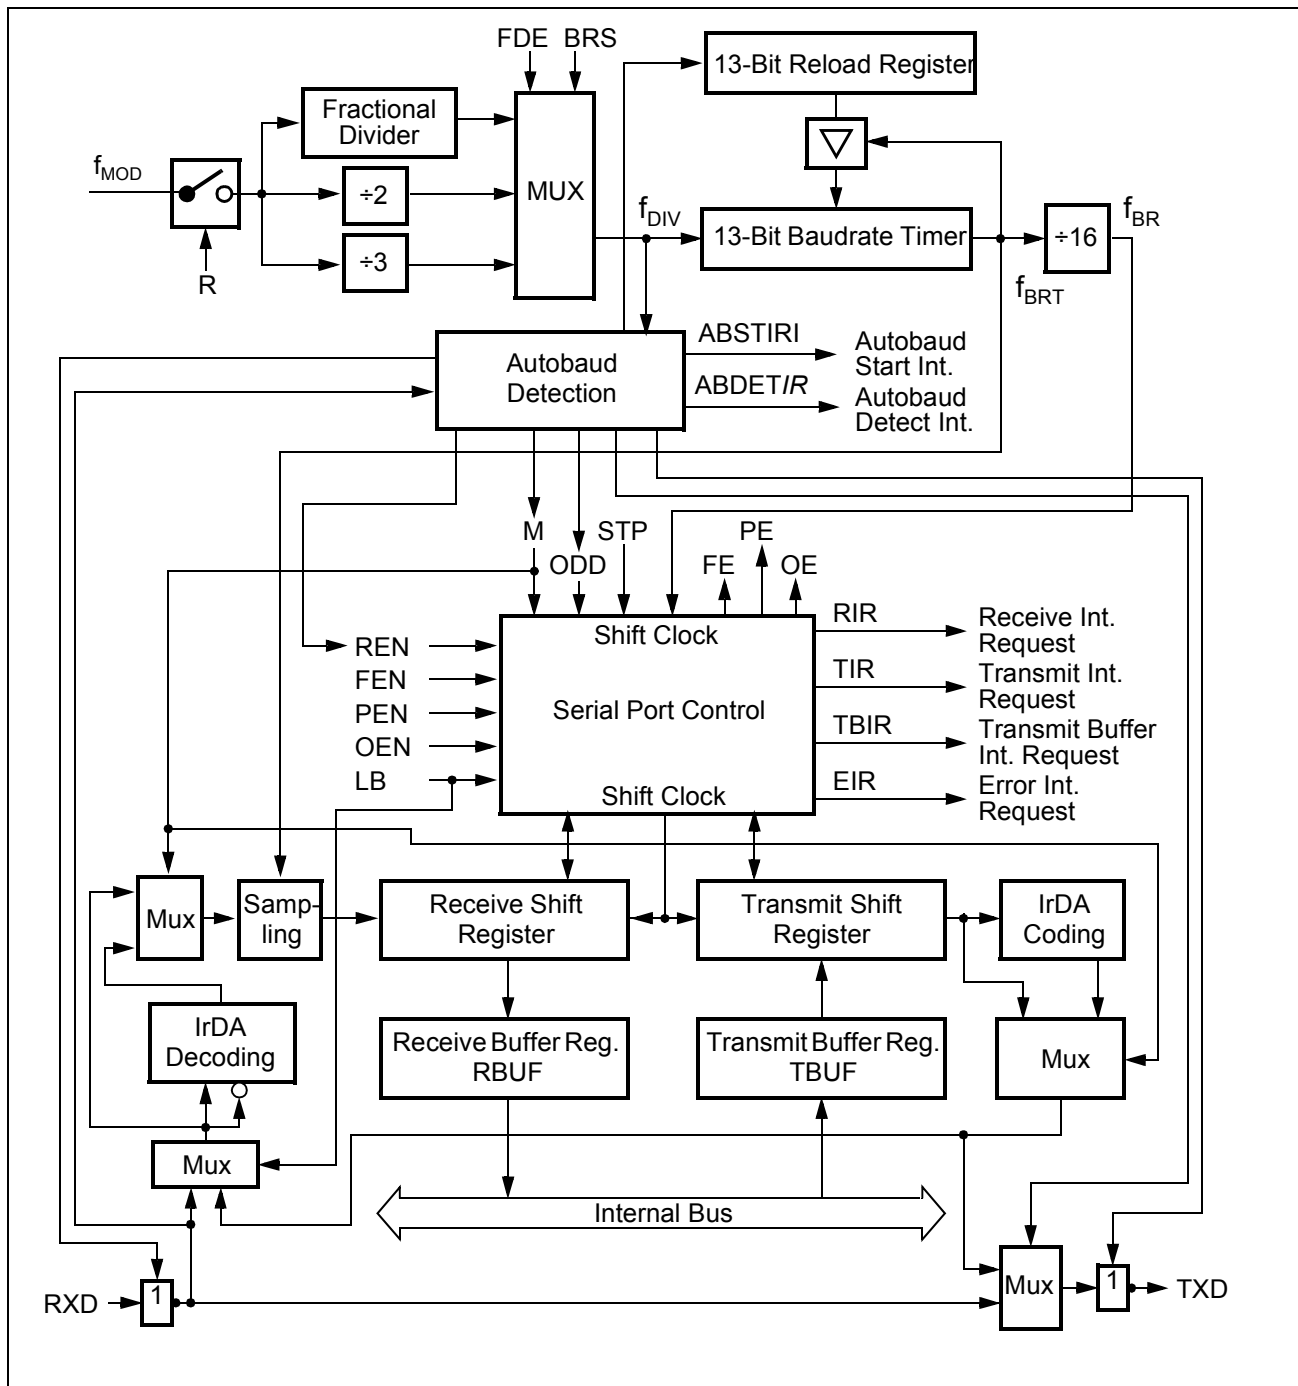 FDE BRS
13-Bit Reload Register
Fractional
Divider
fMOD
÷2
MUX
fDIV
13-Bit Baudrate Timer
÷16
fBR
÷3
R
fBRT
Autobaud
Detection
ABSTIRI
Autobaud
Start Int.
ABDETIR
Autobaud
Detect Int.
M
STP
PE
ODD
FE
OE
Shift Clock
RIR
Receive Int.
Request
REN
FEN
TIR
Transmit Int.
Request
PEN
Serial Port Control
OEN
TBIR
Transmit Buffer
Int. Request
LB
Shift Clock
EIR
Error Int.
Request
Mux
Samp-
ling
Receive Shift
Register
Transmit Shift
Register
IrDA
Coding
IrDA
Decoding
Receive Buffer Reg.
RBUF
Transmit Buffer Reg.
TBUF
Mux
Mux
Internal Bus
RXD
1
Mux
1
TXD